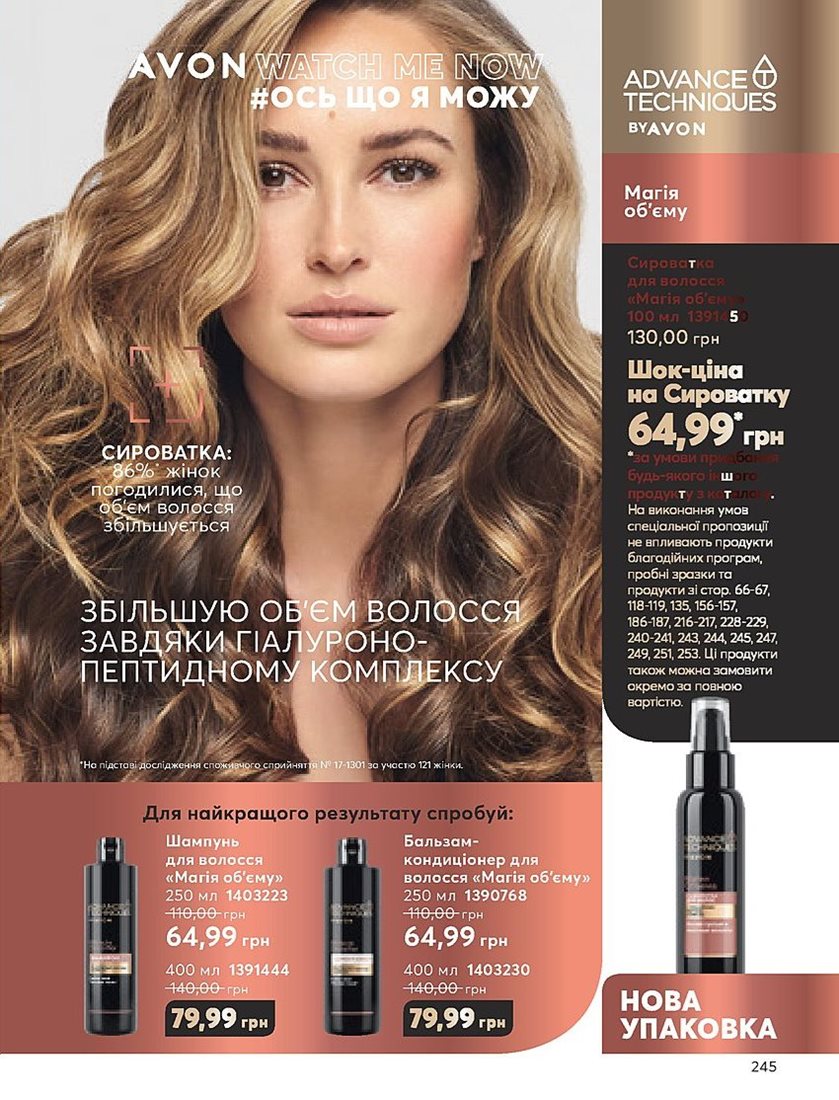 AVON WATCH ME NOW
#ОСЬ ЩО Я МОЖУ
ADVANCE
TECHNIQUES
BY AVON
Магія
об'єму
Сироватка
для волосся
«Магія об'єму»
100 мл 1391459
130,00 грн
Шок-ціна
на Сироватку
64,99* грн
*за умови придбання
будь-якого іншого
продукту з каталогу.
На виконання умов
спеціальної пропозиції
не впливають продукти
благодійних програм,
пробні зразки та
продукти зі стор. 66-67,
118-119, 135, 156-157,
186-187, 216-217, 228-229,
240-241, 243, 244, 245, 247,
249, 251, 253. Ці продукти
також можна замовити
окремо за повною
вартістю.
СИРОВАТКА:
86%* жінок
погодилися, що
об'єм волосся
збільшується
ЗБІЛЬШУЮ ОБ'ЄМ ВОЛОССЯ
ЗАВДЯКИ ГІАЛУРОНО-
ПЕПТИДНОМУ КОМПЛЕКСУ
*На підставі дослідження споживчого сприйняття № 17-1301 за участю 121 жінки.
Для найкращого результату спробуй:
Шампунь
для волосся
«Магія об'єму»
250 мл 1403223
110,00 грн
64,99 грн
400 мл 1391444
140,00 грн
79,99 грн
Бальзам-
кондиціонер для
волосся «Магія об'єму»
250 мл 1390768
110,00 грн
64,99 грн
400 мл 1403230
140,00 грн
79,99 грн
ADVANCE
TECHNIQUES
ADVANCE
TECHNIQUES
ADVANCE
TECHNIQUES
НОВА
УПАКОВКА
245